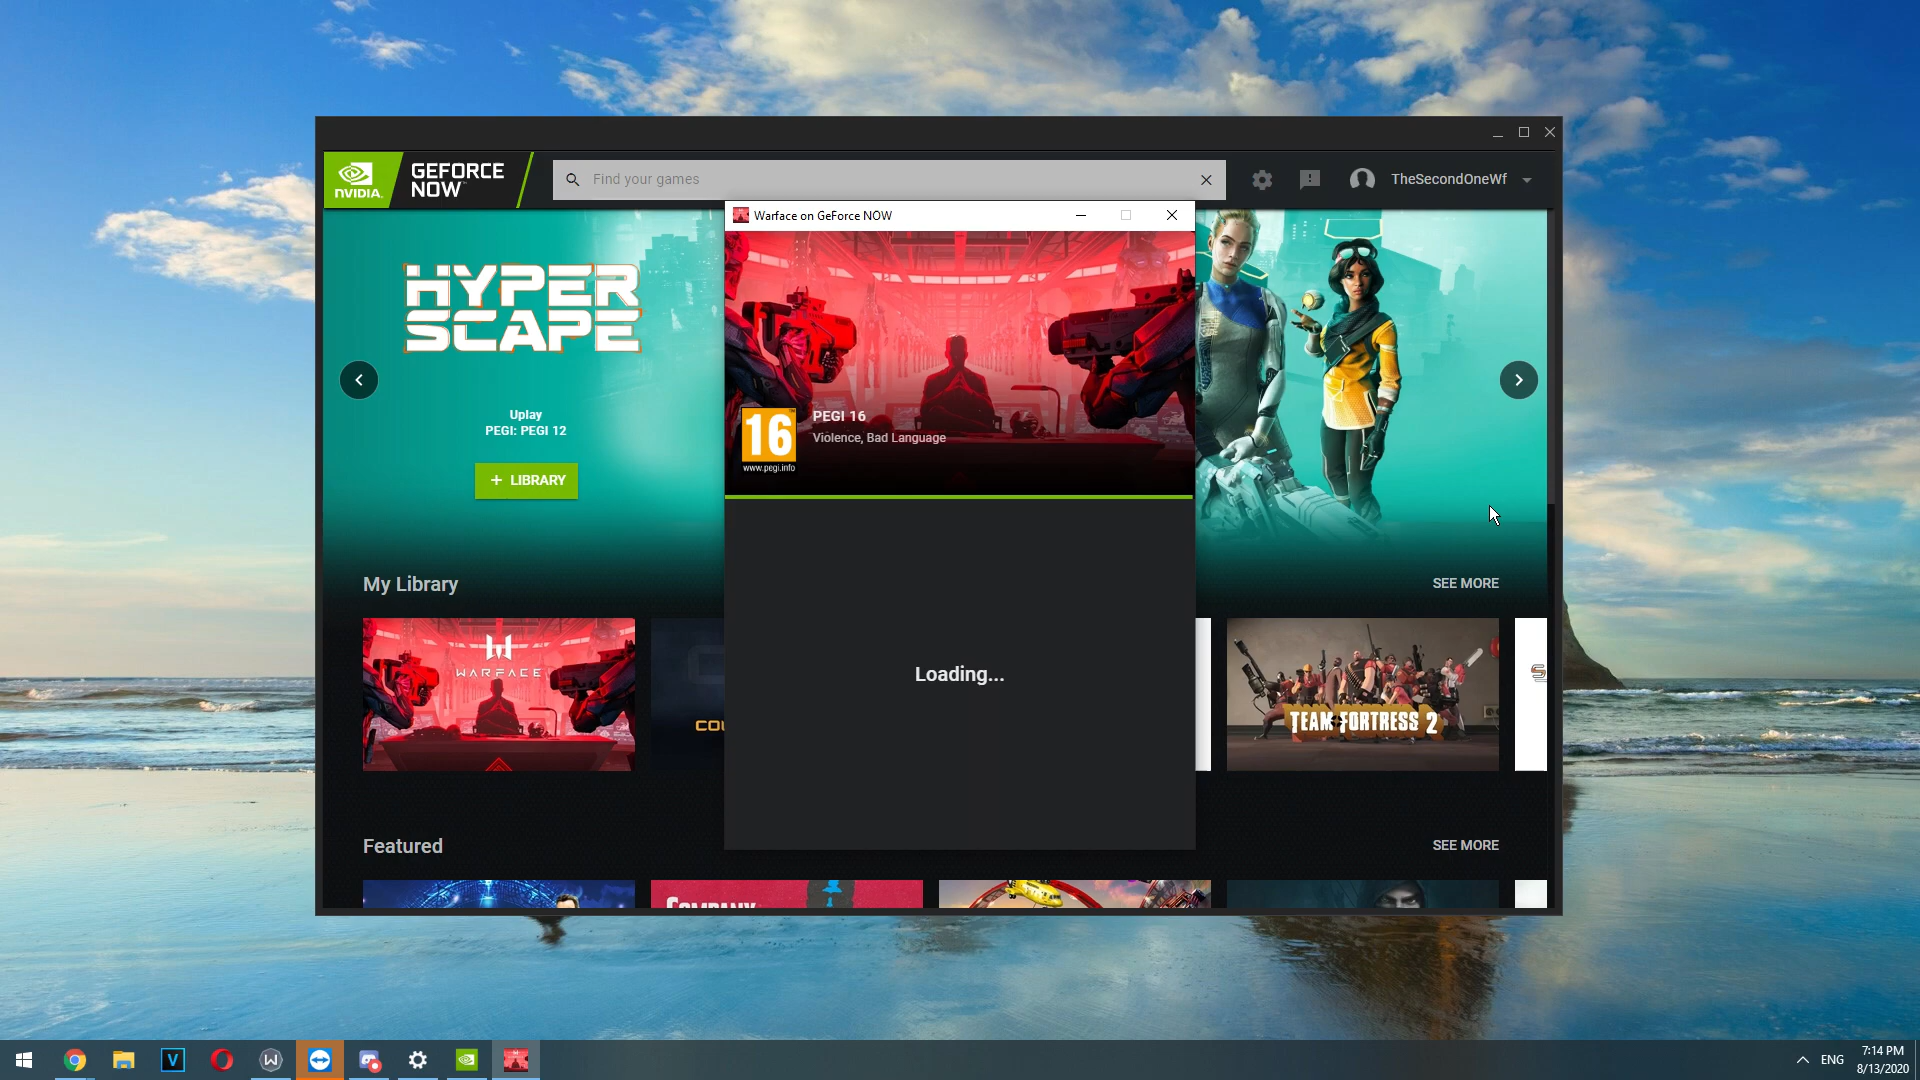 NVIDIA.
GEFORCE
NOW
Find your games
TheSecondOneWf
Warface on GeForce NOW
HYPER
SCAPE
Uplay
PEGI: PEGI 12
+ LIBRARY
16
www.pegi.info
PEGI 16
Violence, Bad Language
Loading...
My Library
SEE MORE
WARFACE
COU
TEAM FORTRESS 2
S
Featured
SEE MORE
COMPANY
V
W
ENG
7:14 PM
8/13/2020